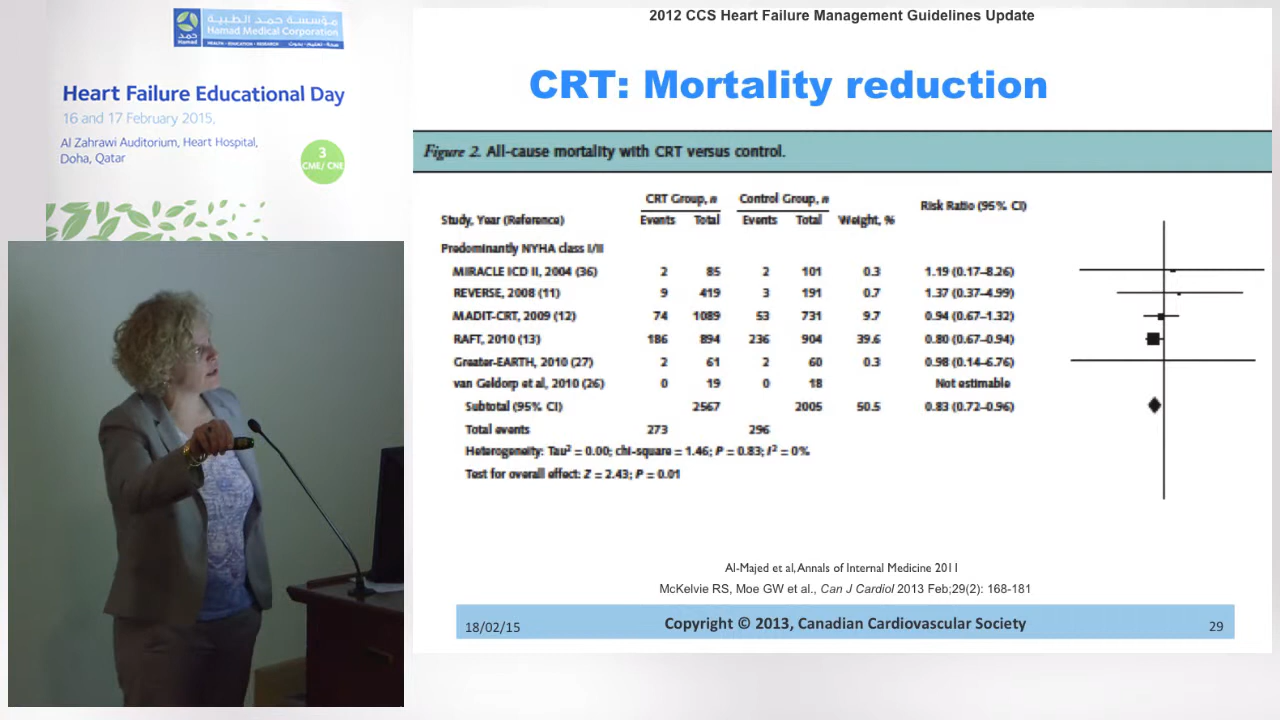 مؤسسة حمد الطبية
Hamad Medical Corporation
HEALTH • EDUCATION • RESEARCH
صحة • تعليم • بحوث
حمد
Hamad
Heart Failure Educational Day
16 and 17 February 2015,
Al Zahrawi Auditorium, Heart Hospital,
Doha, Qatar
3
CME/ CNE
2012 CCS Heart Failure Management Guidelines Update
CRT: Mortality reduction
Figure 2. All-cause mortality with CRT versus control.
CRT Group, n Control Group, n Risk Ratio (95% CI)
Study, Year (Reference) Events Total Events Total Weight, %
Predominantly NYHA class I/II
MIRACLE ICD II, 2004 (36) 2 85 2 101 0.3 1.19 (0.17–8.26)
REVERSE, 2008 (11) 9 419 3 191 0.7 1.37 (0.37–4.99)
MADIT-CRT, 2009 (12) 74 1089 53 731 9.7 0.94 (0.67–1.32)
RAFT, 2010 (13) 186 894 236 904 39.6 0.80 (0.67–0.94)
Greater-EARTH, 2010 (27) 2 61 2 60 0.3 0.98 (0.14–6.76)
van Geldorp et al, 2010 (26) 0 19 0 18 Not estimable
Subtotal (95% CI) 2567 2005 50.5 0.83 (0.72–0.96)
Total events 273 296
Heterogeneity: Tau² = 0.00; chi-square = 1.46; P = 0.83; I² = 0%
Test for overall effect: Z = 2.43; P = 0.01
Al-Majed et al, Annals of Internal Medicine 2011
McKelvie RS, Moe GW et al., Can J Cardiol 2013 Feb;29(2): 168-181
18/02/15 Copyright © 2013, Canadian Cardiovascular Society 29